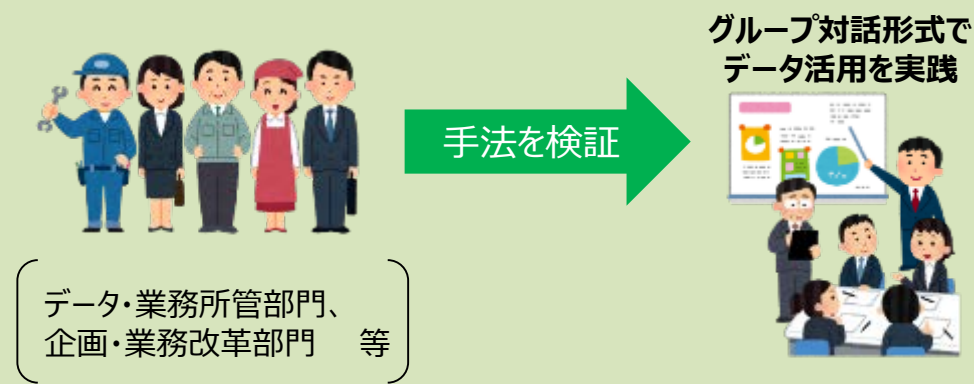 グループ対話形式で
データ活用を実践
手法を検証
データ・業務所管部門、
企画・業務改革部門　等